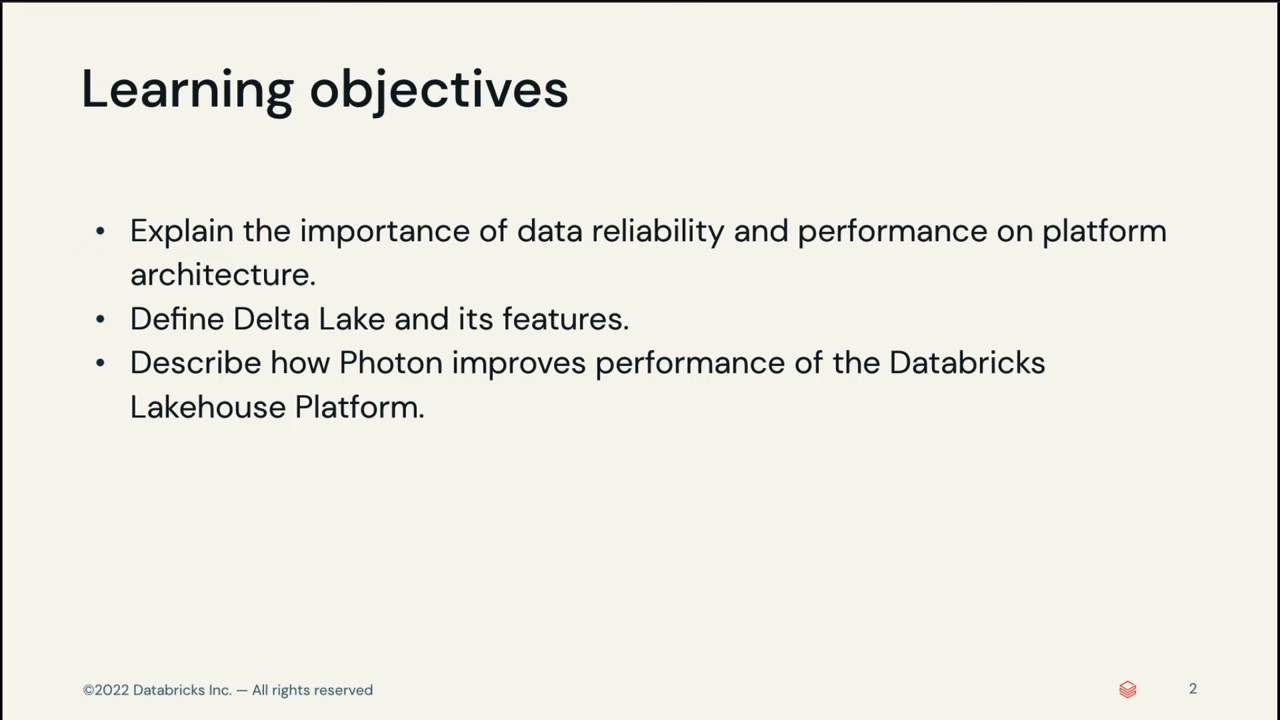 Learning objectives
• Explain the importance of data reliability and performance on platform
architecture.
• Define Delta Lake and its features.
• Describe how Photon improves performance of the Databricks
Lakehouse Platform.
©2022 Databricks Inc. — All rights reserved
2